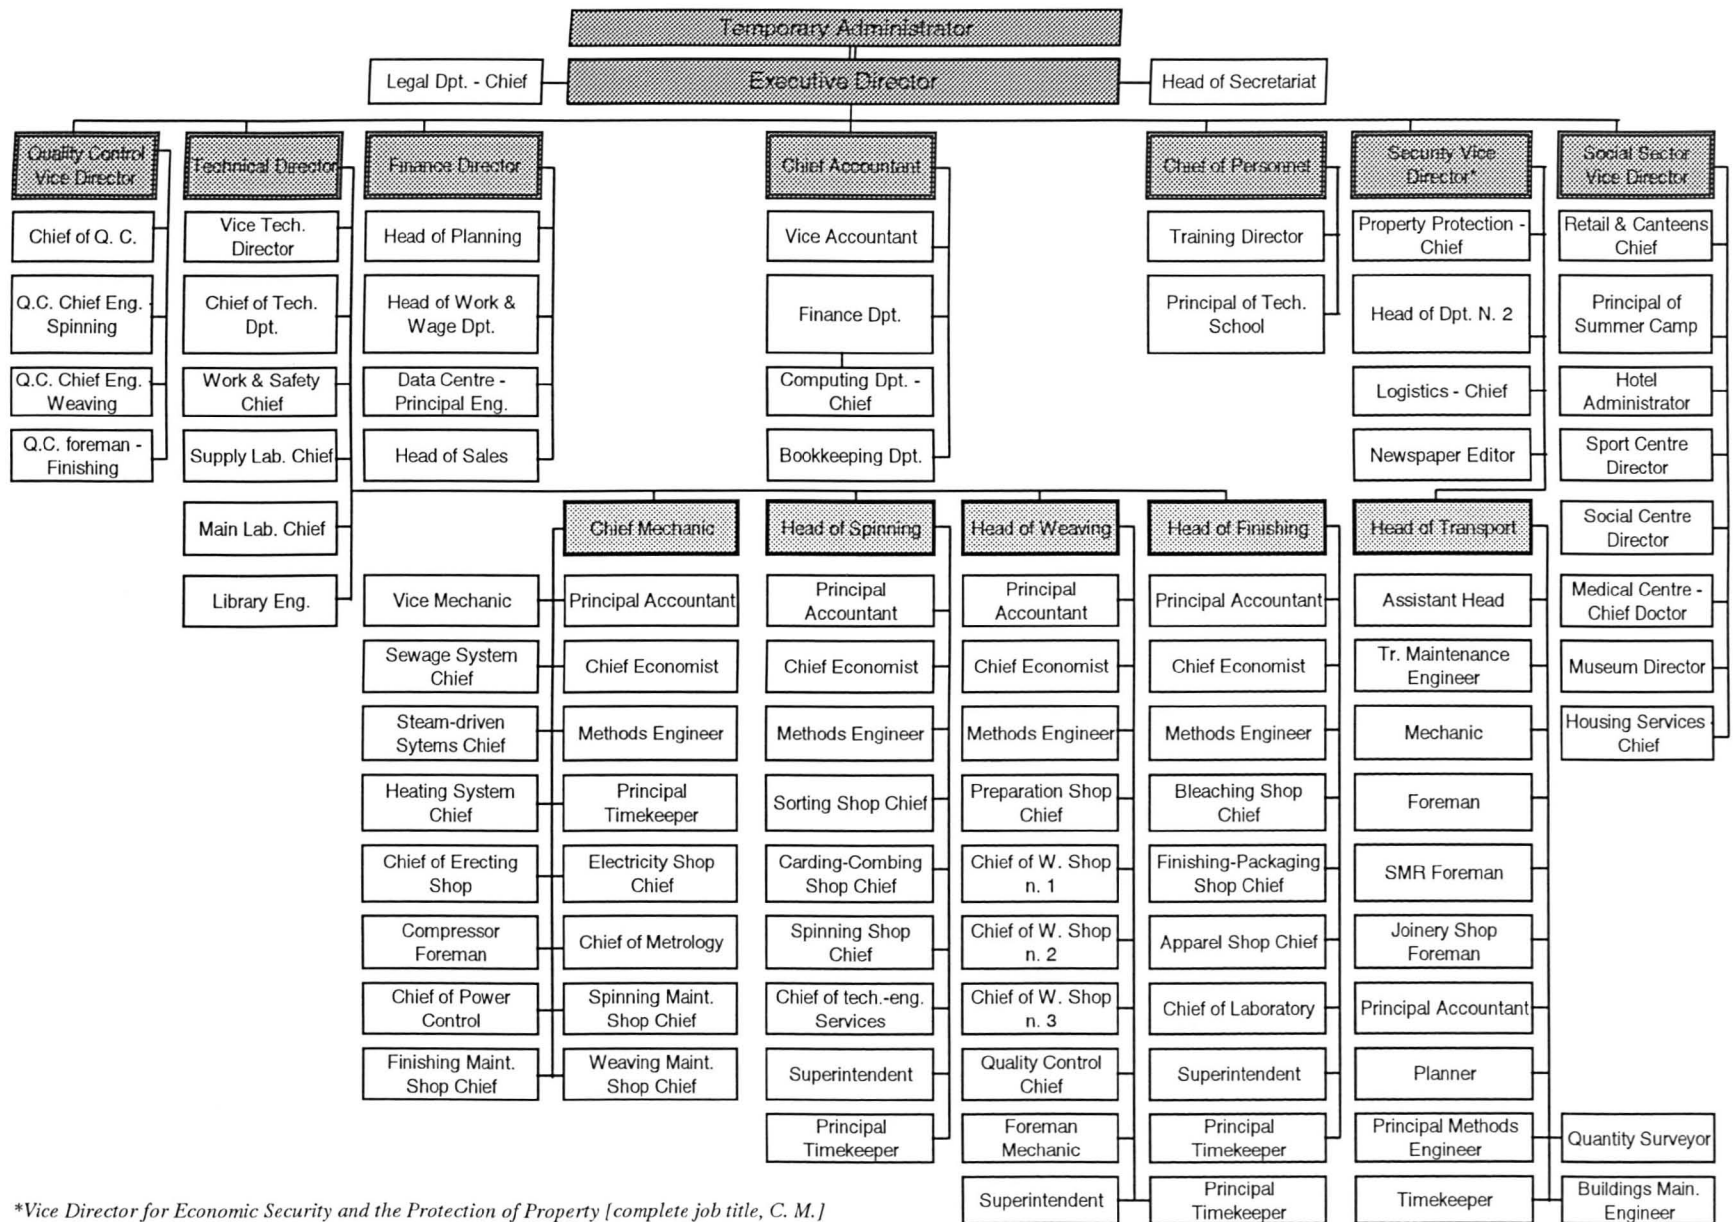 Temporary Administrator
Legal Dpt. - Chief
Executive Director
Head of Secretariat
Quality Control
Vice Director
Technical Director
Finance Director
Chief Accountant
Chief of Personnel
Security Vice
Director*
Social Sector
Vice Director
Chief of Q. C.
Vice Tech.
Director
Head of Planning
Vice Accountant
Training Director
Property Protection -
Chief
Retail & Canteens
Chief
Q.C. Chief Eng.
Spinning
Chief of Tech.
Dpt.
Head of Work &
Wage Dpt.
Finance Dpt.
Principal of Tech.
School
Head of Dpt. N. 2
Principal of
Summer Camp
Q.C. Chief Eng.
Weaving
Work & Safety
Chief
Data Centre -
Principal Eng.
Computing Dpt. -
Chief
Logistics - Chief
Hotel
Administrator
Q.C. foreman -
Finishing
Supply Lab. Chief
Head of Sales
Bookkeeping Dpt.
Newspaper Editor
Sport Centre
Director
Main Lab. Chief
Chief Mechanic
Head of Spinning
Head of Weaving
Head of Finishing
Head of Transport
Social Centre
Director
Library Eng.
Vice Mechanic
Principal Accountant
Principal
Accountant
Principal
Accountant
Principal Accountant
Assistant Head
Medical Centre -
Chief Doctor
Sewage System
Chief
Chief Economist
Chief Economist
Chief Economist
Chief Economist
Tr. Maintenance
Engineer
Museum Director
Steam-driven
Sytems Chief
Methods Engineer
Methods Engineer
Methods Engineer
Methods Engineer
Mechanic
Housing Services
Chief
Heating System
Chief
Principal
Timekeeper
Sorting Shop Chief
Preparation Shop
Chief
Bleaching Shop
Chief
Foreman
Chief of Erecting
Shop
Electricity Shop
Chief
Carding-Combing
Shop Chief
Chief of W. Shop
n. 1
Finishing-Packaging
Shop Chief
SMR Foreman
Compressor
Foreman
Chief of Metrology
Spinning Shop
Chief
Chief of W. Shop
n. 2
Apparel Shop Chief
Joinery Shop
Foreman
Chief of Power
Control
Spinning Maint.
Shop Chief
Chief of tech.-eng.
Services
Chief of W. Shop
n. 3
Chief of Laboratory
Principal Accountant
Finishing Maint.
Shop Chief
Weaving Maint.
Shop Chief
Superintendent
Quality Control
Chief
Superintendent
Planner
Principal
Timekeeper
Foreman
Mechanic
Principal
Timekeeper
Principal Methods
Engineer
Quantity Surveyor
Superintendent
Principal
Timekeeper
Timekeeper
Buildings Main.
Engineer
*Vice Director for Economic Security and the Protection of Property [complete job title, C. M.]